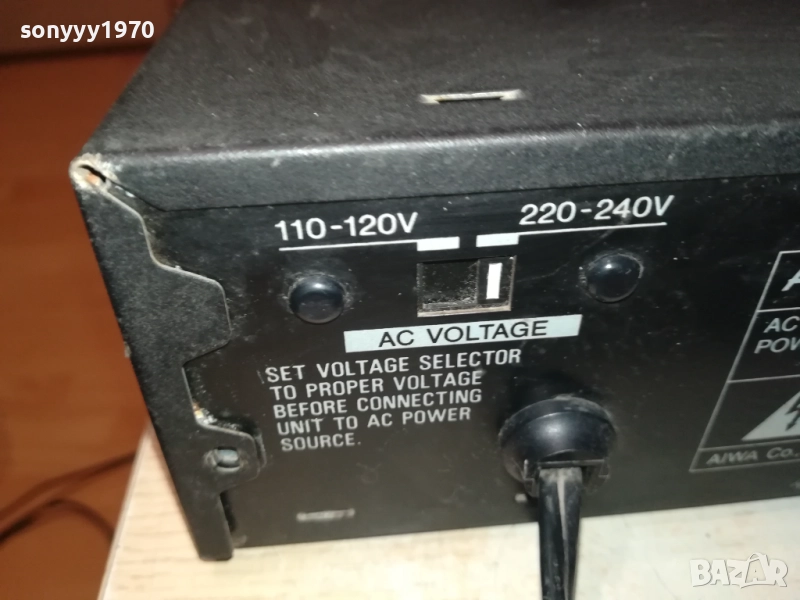 sonyyy1970
110-120V 220-240V
AC VOLTAGE
SET VOLTAGE SELECTOR
TO PROPER VOLTAGE
BEFORE CONNECTING
UNIT TO AC POWER
SOURCE.
AC
POW
AIWA Co.,
BAZAR